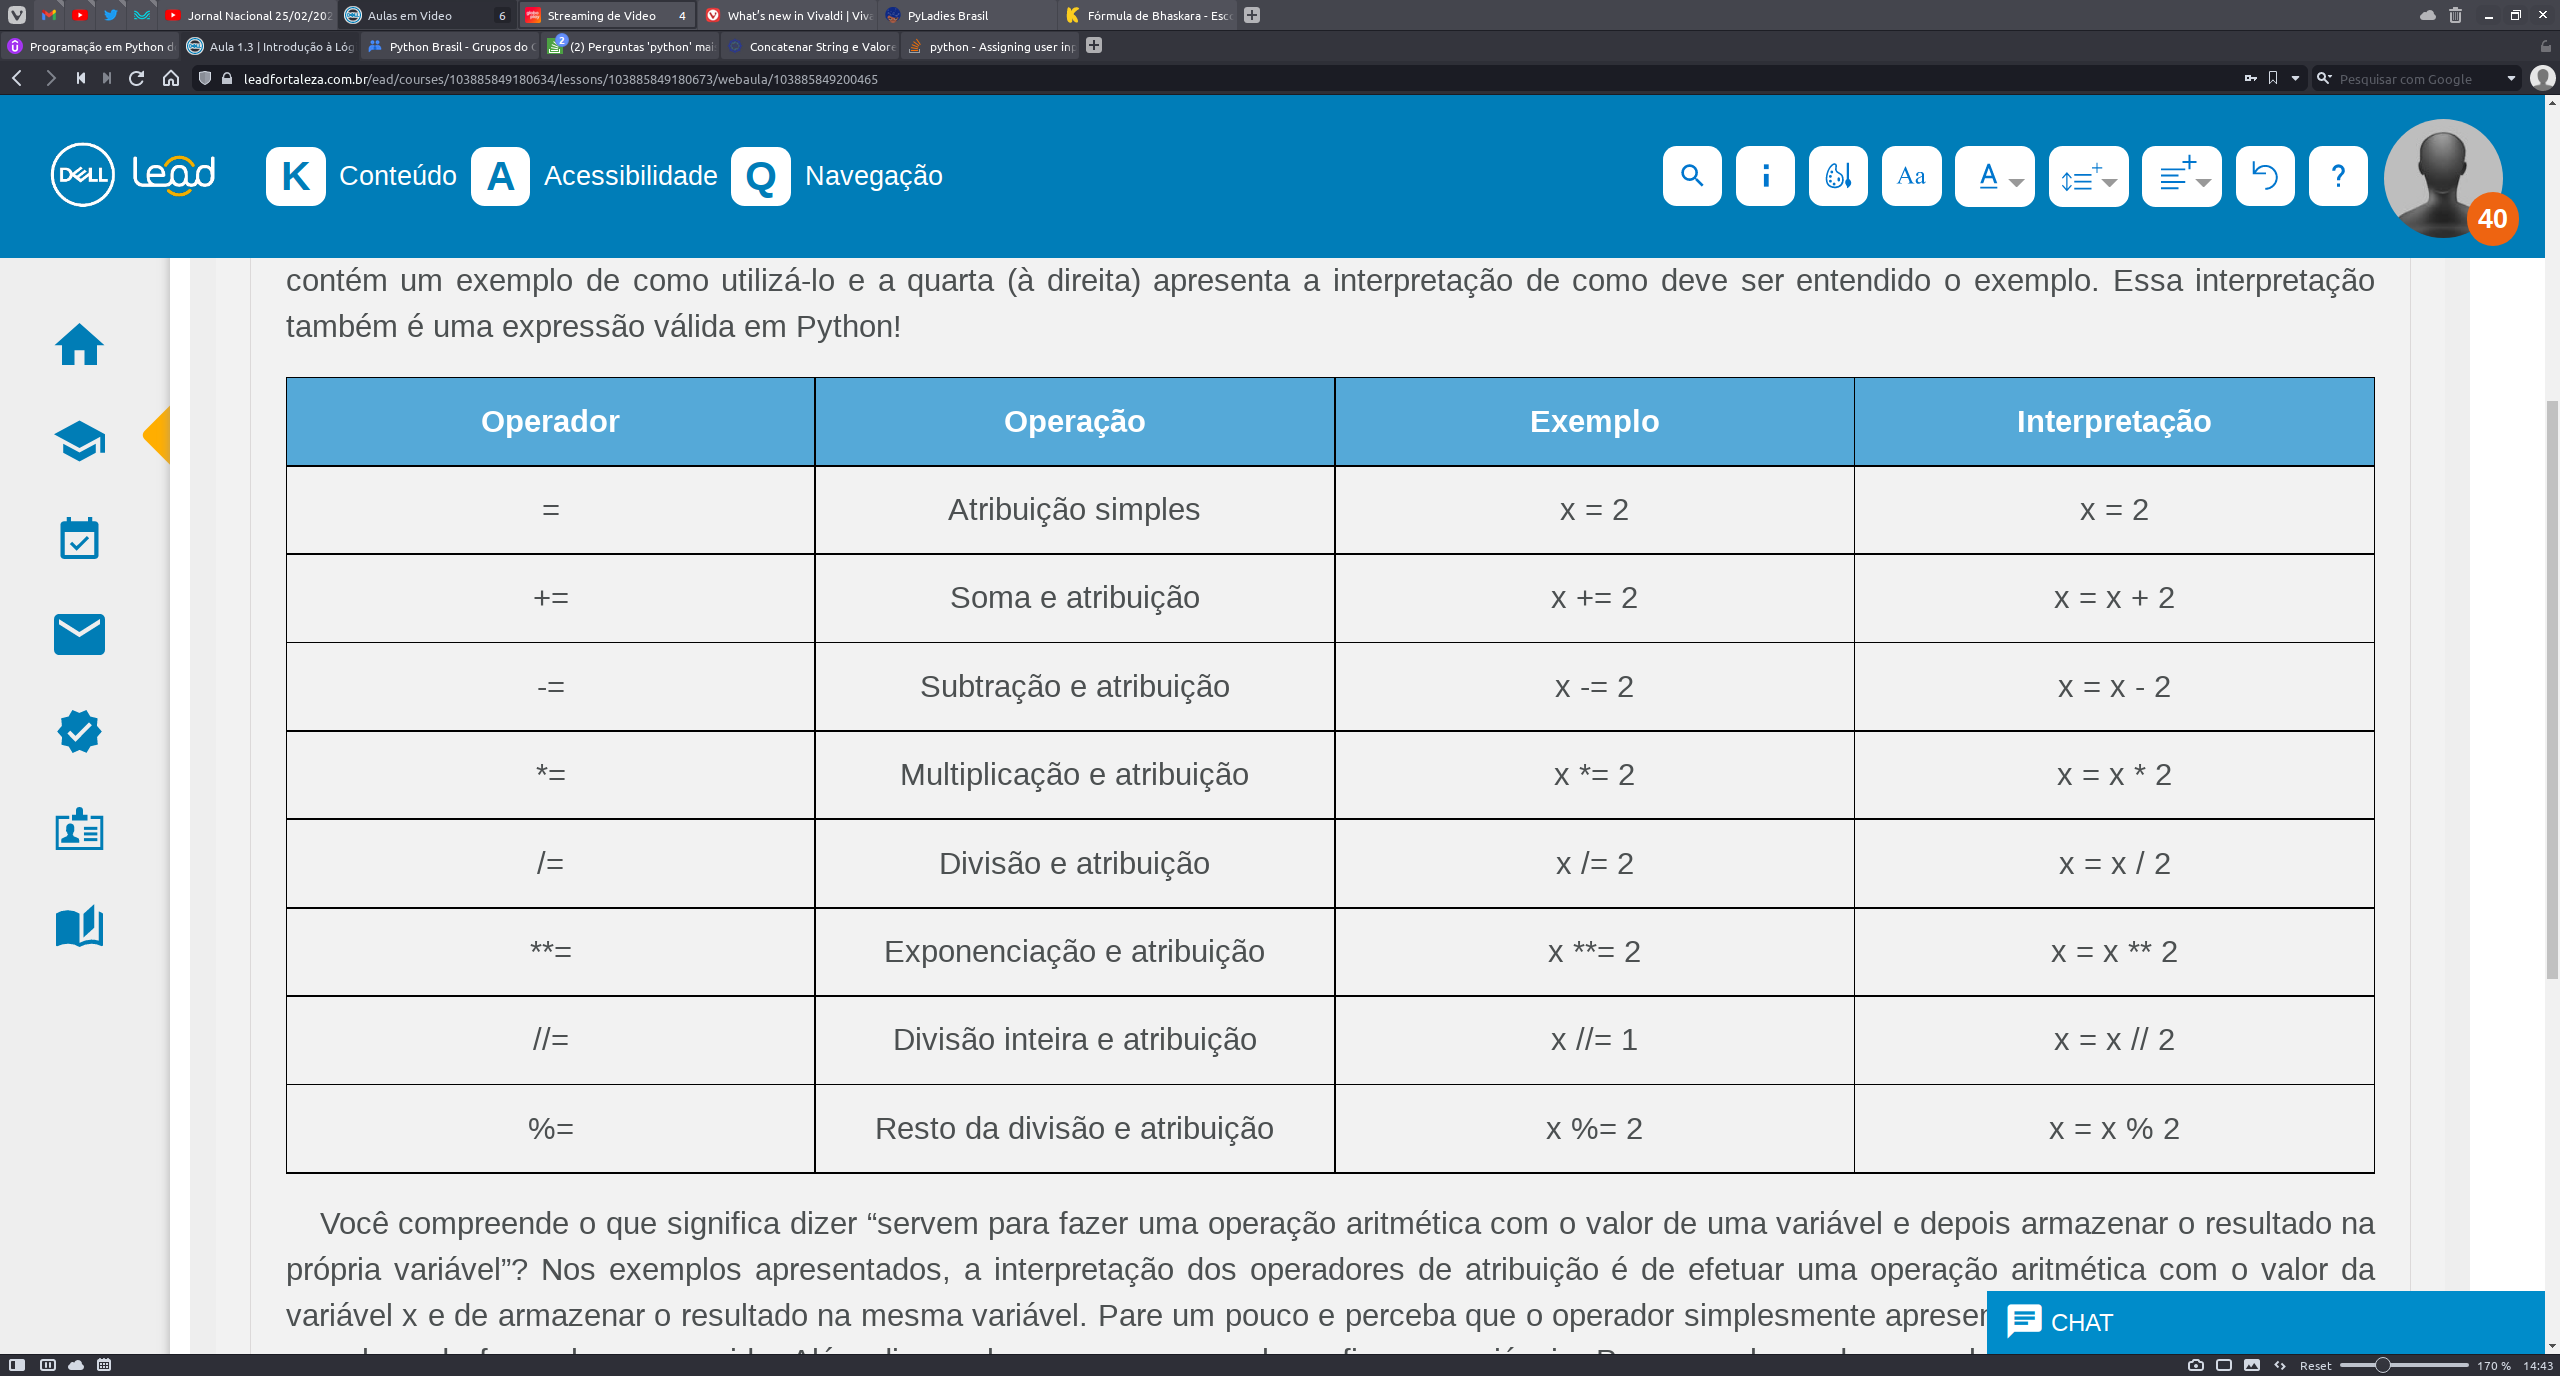 Jornal Nacional 25/02/202
Aulas em Video 6
Streaming de Video 4
What's new in Vivaldi | Viva
PyLadies Brasil
Fórmula de Bhaskara - Esco
Programação em Python d
Aula 1.3 | Introdução à Lóg
Python Brasil - Grupos do G
2
(2) Perguntas 'python' mai
Concatenar String e Valore
python - Assigning user inp
leadfortaleza.com.br/ead/courses/103885849180634/lessons/103885849180673/webaula/103885849200465
Pesquisar com Google
DELL lead K Conteúdo A Acessibilidade Q Navegação
i Aa A ?
40
contém um exemplo de como utilizá-lo e a quarta (à direita) apresenta a interpretação de como deve ser entendido o exemplo. Essa interpretação
também é uma expressão válida em Python!
Operador Operação Exemplo Interpretação
= Atribuição simples x = 2 x = 2
+= Soma e atribuição x += 2 x = x + 2
-= Subtração e atribuição x -= 2 x = x - 2
*= Multiplicação e atribuição x *= 2 x = x * 2
/= Divisão e atribuição x /= 2 x = x / 2
**= Exponenciação e atribuição x **= 2 x = x ** 2
//= Divisão inteira e atribuição x //= 1 x = x // 2
%= Resto da divisão e atribuição x %= 2 x = x % 2
Você compreende o que significa dizer “servem para fazer uma operação aritmética com o valor de uma variável e depois armazenar o resultado na
própria variável”? Nos exemplos apresentados, a interpretação dos operadores de atribuição é de efetuar uma operação aritmética com o valor da
variável x e de armazenar o resultado na mesma variável. Pare um pouco e perceba que o operador simplesmente apresen
CHAT
Reset 170 % 14:43